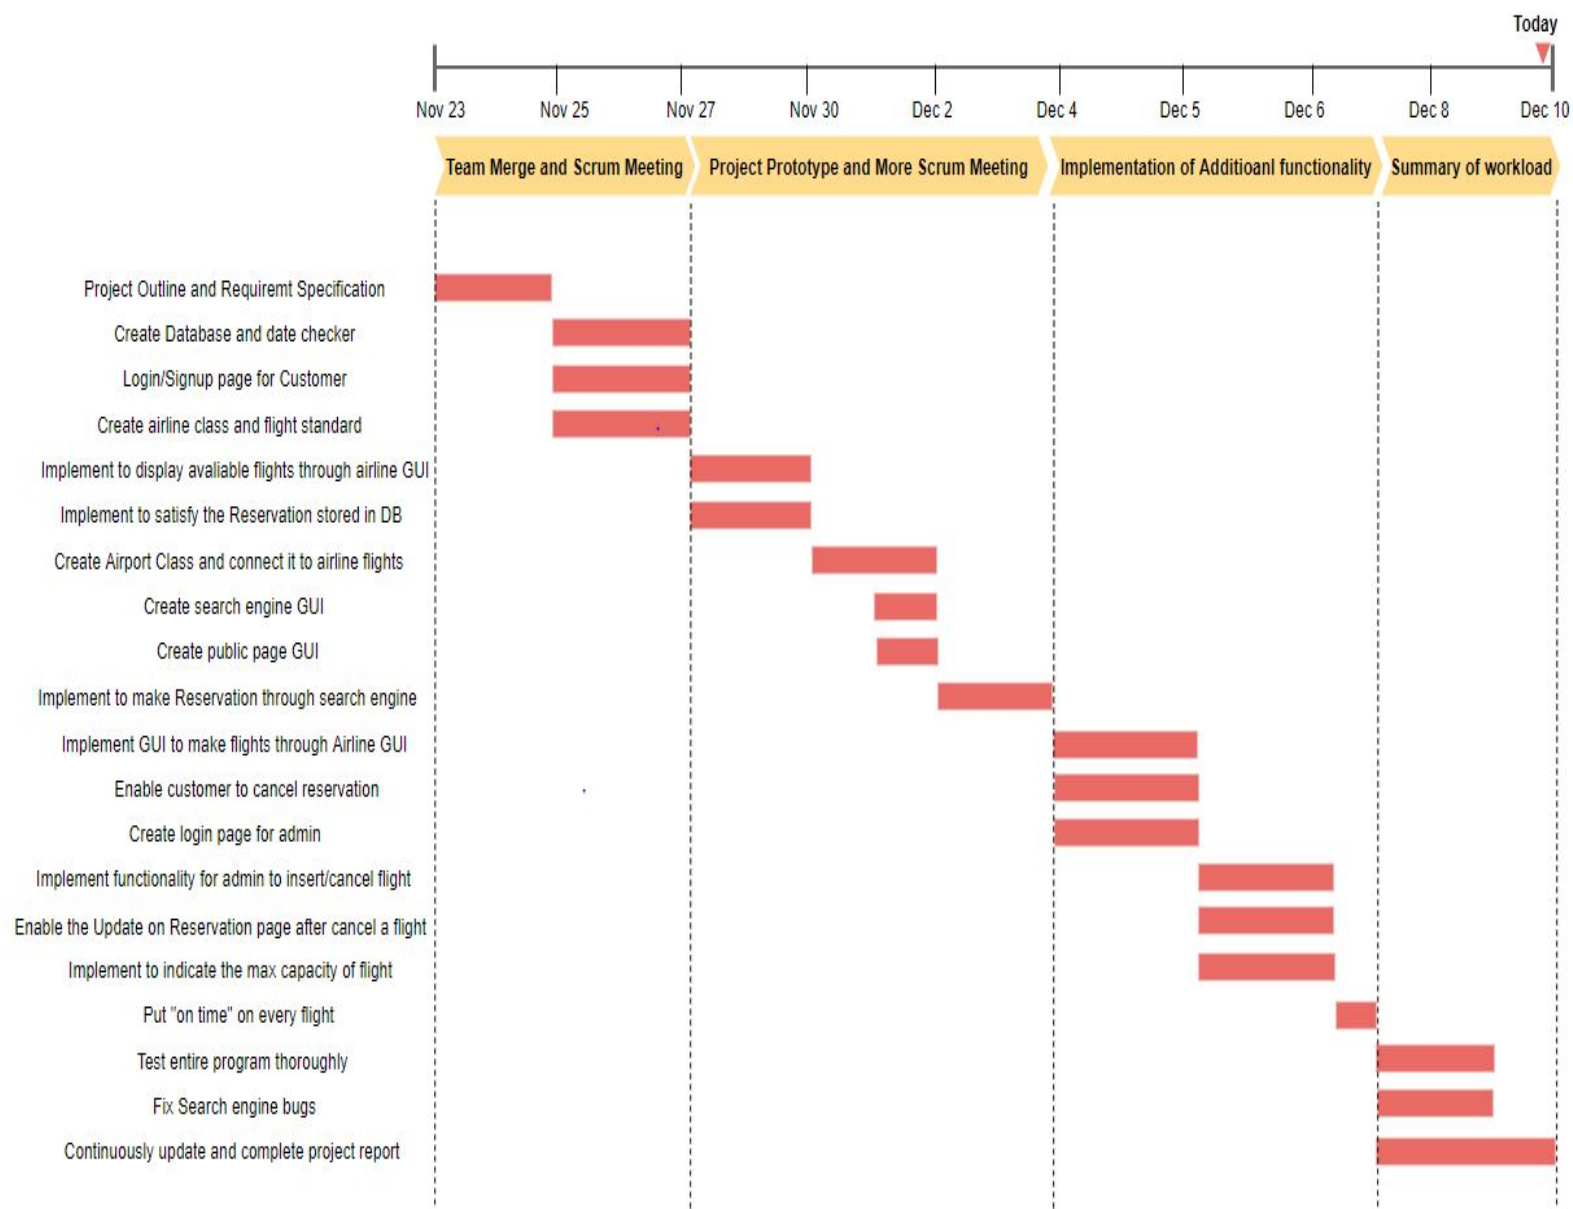 Today
Nov 23 Nov 25 Nov 27 Nov 30 Dec 2 Dec 4 Dec 5 Dec 6 Dec 8 Dec 10
Team Merge and Scrum Meeting Project Prototype and More Scrum Meeting Implementation of Additioanl functionality Summary of workload
Project Outline and Requiremt Specification
Create Database and date checker
Login/Signup page for Customer
Create airline class and flight standard
Implement to display avaliable flights through airline GUI
Implement to satisfy the Reservation stored in DB
Create Airport Class and connect it to airline flights
Create search engine GUI
Create public page GUI
Implement to make Reservation through search engine
Implement GUI to make flights through Airline GUI
Enable customer to cancel reservation
Create login page for admin
Implement functionality for admin to insert/cancel flight
Enable the Update on Reservation page after cancel a flight
Implement to indicate the max capacity of flight
Put "on time" on every flight
Test entire program thoroughly
Fix Search engine bugs
Continuously update and complete project report